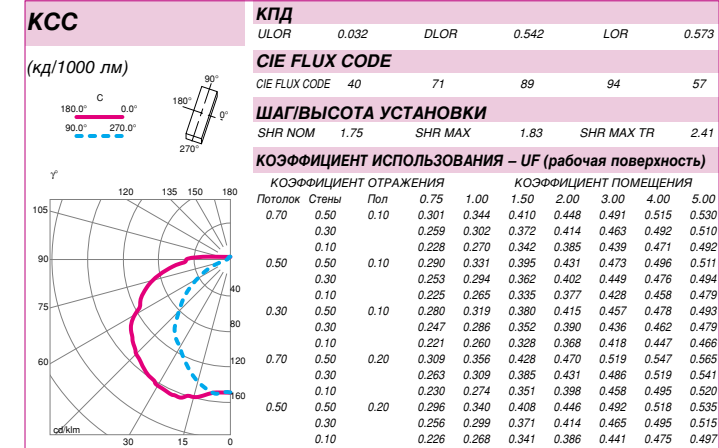 КСС
(кд/1000 лм)
C
180.0° 0.0°
90.0° 270.0°
90°
180°
0°
270°
γ°
120 135 150 180
105
90
75
60
40
80
120
160
cd/klm
30 15 0
КПД
ULOR 0.032 DLOR 0.542 LOR 0.573
CIE FLUX CODE
CIE FLUX CODE 40 71 89 94 57
ШАГ/ВЫСОТА УСТАНОВКИ
SHR NOM 1.75 SHR MAX 1.83 SHR MAX TR 2.41
КОЭФФИЦИЕНТ ИСПОЛЬЗОВАНИЯ – UF (рабочая поверхность)
КОЭФФИЦИЕНТ ОТРАЖЕНИЯ КОЭФФИЦИЕНТ ПОМЕЩЕНИЯ
Потолок Стены Пол 0.75 1.00 1.50 2.00 3.00 4.00 5.00
0.70 0.50 0.10 0.301 0.344 0.410 0.448 0.491 0.515 0.530
0.30 0.259 0.302 0.372 0.414 0.463 0.492 0.510
0.10 0.228 0.270 0.342 0.385 0.439 0.471 0.492
0.50 0.50 0.10 0.290 0.331 0.395 0.431 0.473 0.496 0.511
0.30 0.253 0.294 0.362 0.402 0.449 0.476 0.494
0.10 0.225 0.265 0.335 0.377 0.428 0.458 0.479
0.30 0.50 0.10 0.280 0.319 0.380 0.415 0.457 0.478 0.493
0.30 0.247 0.286 0.352 0.390 0.436 0.462 0.479
0.10 0.221 0.260 0.328 0.368 0.418 0.447 0.466
0.70 0.50 0.20 0.309 0.356 0.428 0.470 0.519 0.547 0.565
0.30 0.263 0.309 0.385 0.431 0.486 0.519 0.541
0.10 0.230 0.274 0.351 0.398 0.458 0.495 0.520
0.50 0.50 0.20 0.296 0.340 0.408 0.446 0.492 0.518 0.535
0.30 0.256 0.299 0.371 0.414 0.465 0.495 0.515
0.10 0.226 0.268 0.341 0.386 0.441 0.475 0.497